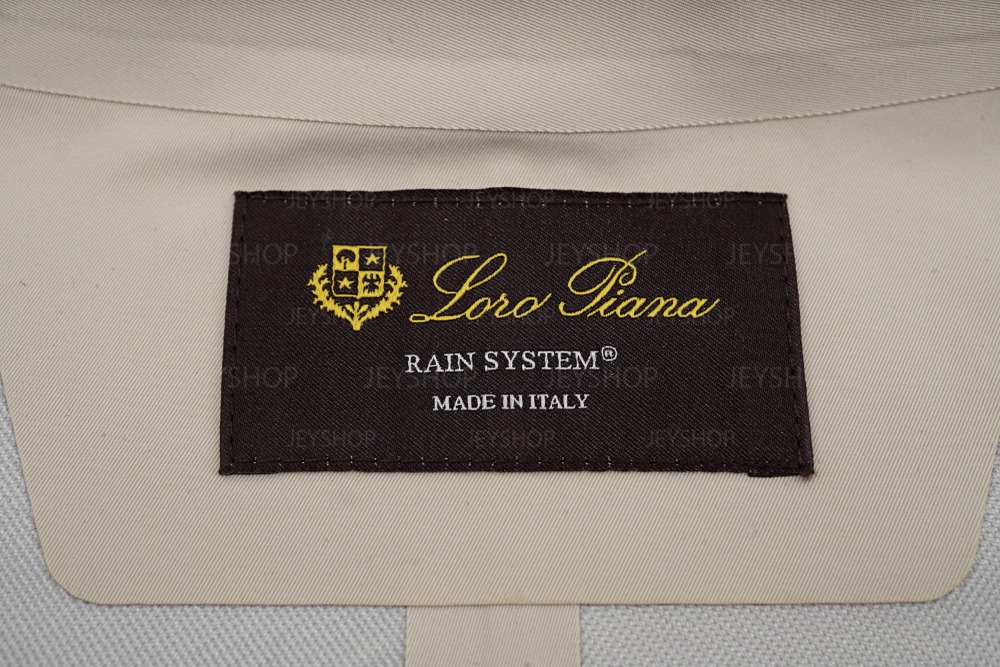 Loro Piana
RAIN SYSTEM®
MADE IN ITALY
JEYSHOP